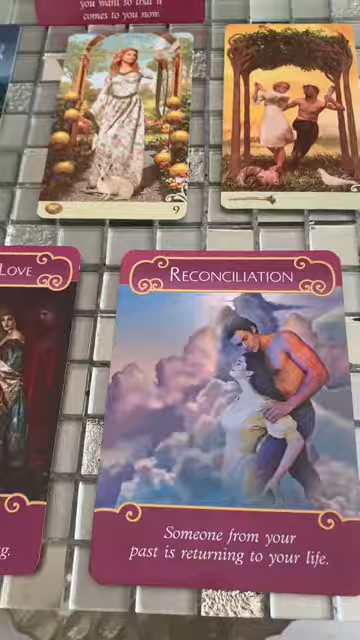 you want so that it
comes to you now.
9
LOVE
RECONCILIATION
Someone from your
past is returning to your life.
g.